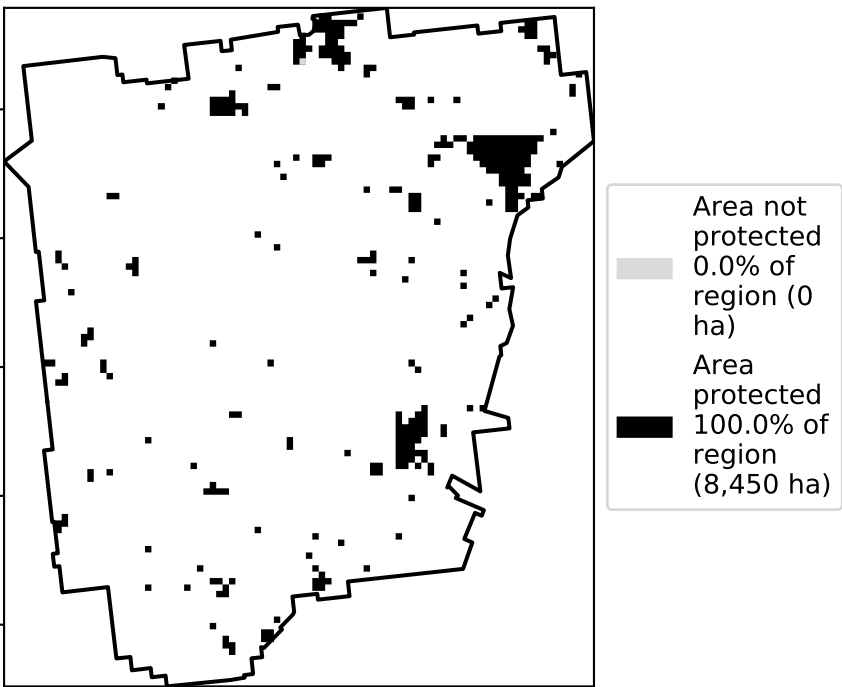 Area not
protected
0.0% of
region (0
ha)
Area
protected
100.0% of
region
(8,450 ha)